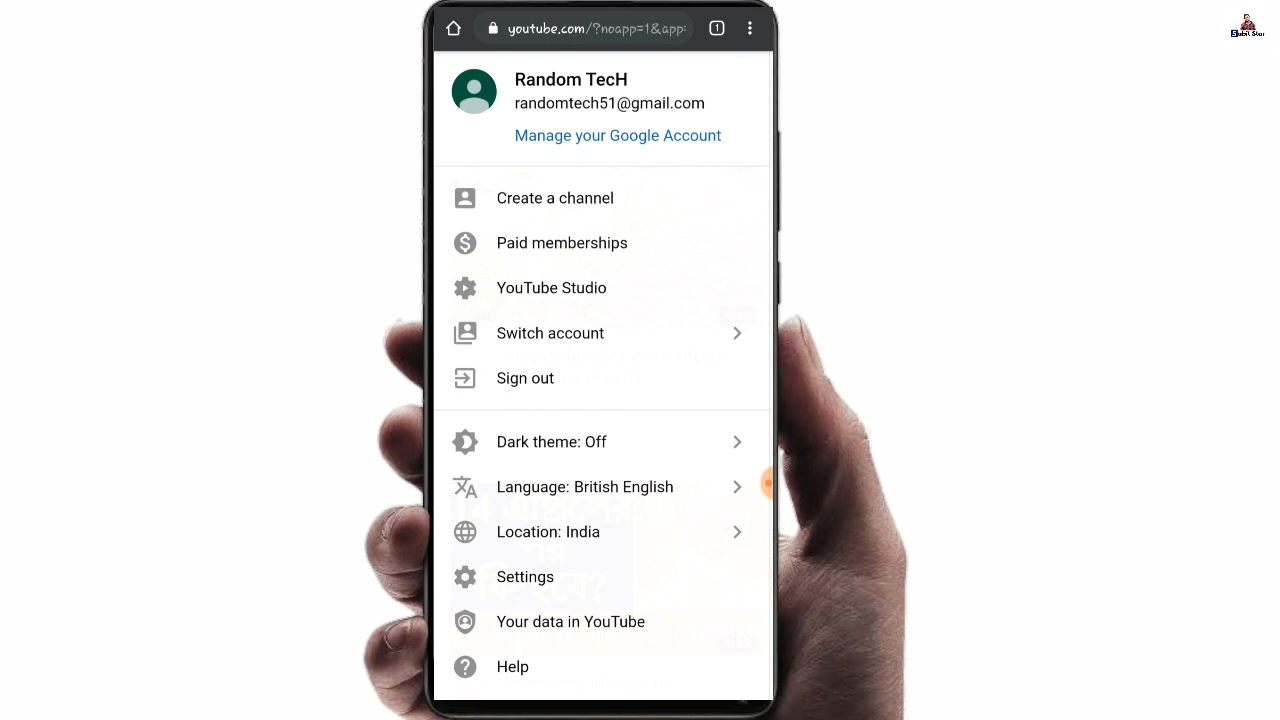 youtube.com/?noapp=1&app=
1
Random TecH
randomtech51@gmail.com
Manage your Google Account
Create a channel
Paid memberships
YouTube Studio
Switch account
Sign out
Dark theme: Off
Language: British English
Location: India
Settings
Your data in YouTube
Help